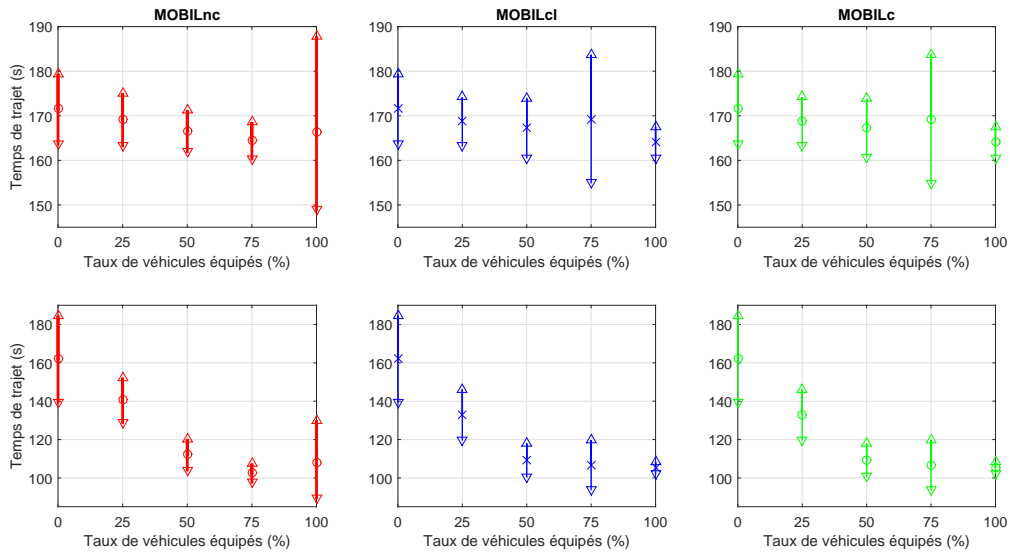 MOBILnc MOBILcl MOBILc
Temps de trajet (s)
190 190 190
180 180 180
170 170 170
160 160 160
150 150 150
0 25 50 75 100 0 25 50 75 100 0 25 50 75 100
Taux de véhicules équipés (%) Taux de véhicules équipés (%) Taux de véhicules équipés (%)
Temps de trajet (s)
180 180 180
160 160 160
140 140 140
120 120 120
100 100 100
0 25 50 75 100 0 25 50 75 100 0 25 50 75 100
Taux de véhicules équipés (%) Taux de véhicules équipés (%) Taux de véhicules équipés (%)